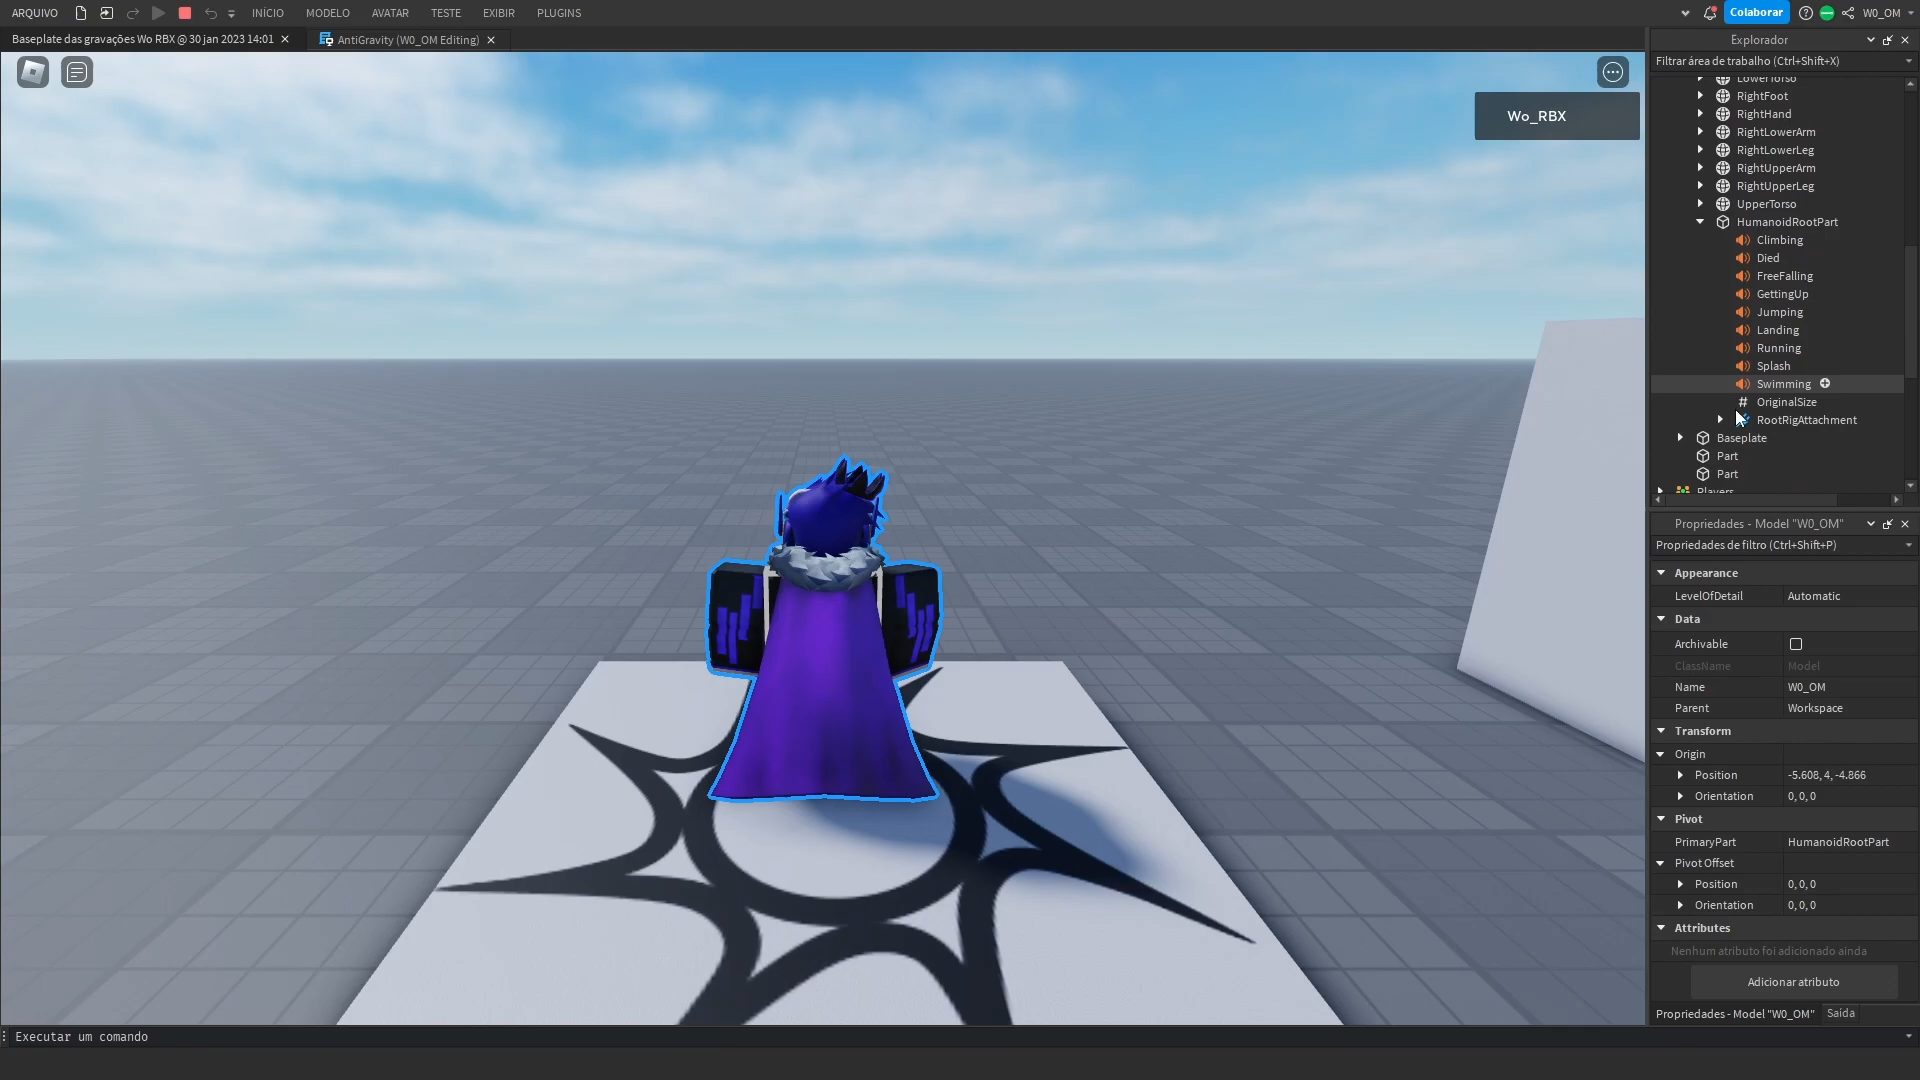 ARQUIVO INÍCIO MODELO AVATAR TESTE EXIBIR PLUGINS Colaborar W0_OM
Baseplate das gravações Wo RBX @ 30 jan 2023 14:01 AntiGravity (W0_OM Editing)
Wo_RBX
Explorador
Filtrar área de trabalho (Ctrl+Shift+X)
LowerTorso
RightFoot
RightHand
RightLowerArm
RightLowerLeg
RightUpperArm
RightUpperLeg
UpperTorso
HumanoidRootPart
Climbing
Died
FreeFalling
GettingUp
Jumping
Landing
Running
Splash
Swimming
OriginalSize
RootRigAttachment
Baseplate
Part
Part
Players
Propriedades - Model "W0_OM"
Propriedades de filtro (Ctrl+Shift+P)
Appearance
LevelOfDetail Automatic
Data
Archivable
ClassName Model
Name W0_OM
Parent Workspace
Transform
Origin
Position -5.608, 4, -4.866
Orientation 0, 0, 0
Pivot
PrimaryPart HumanoidRootPart
Pivot Offset
Position 0, 0, 0
Orientation 0, 0, 0
Attributes
Nenhum atributo foi adicionado ainda
Adicionar atributo
Propriedades - Model "W0_OM" Saída
Executar um comando